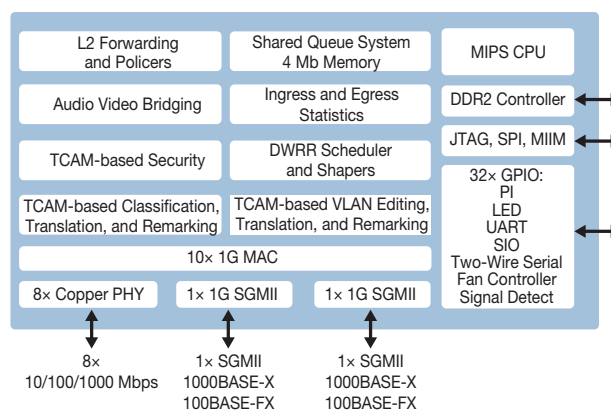 L2 Forwarding
and Policers
Shared Queue System
4 Mb Memory
MIPS CPU
Audio Video Bridging
Ingress and Egress
Statistics
DDR2 Controller
TCAM-based Security
DWRR Scheduler
and Shapers
JTAG, SPI, MIIM
TCAM-based Classification,
Translation, and Remarking
TCAM-based VLAN Editing,
Translation, and Remarking
32× GPIO:
PI
LED
UART
SIO
Two-Wire Serial
Fan Controller
Signal Detect
10× 1G MAC
8× Copper PHY
1× 1G SGMII
1× 1G SGMII
8×
10/100/1000 Mbps
1× SGMII
1000BASE-X
100BASE-FX
1× SGMII
1000BASE-X
100BASE-FX